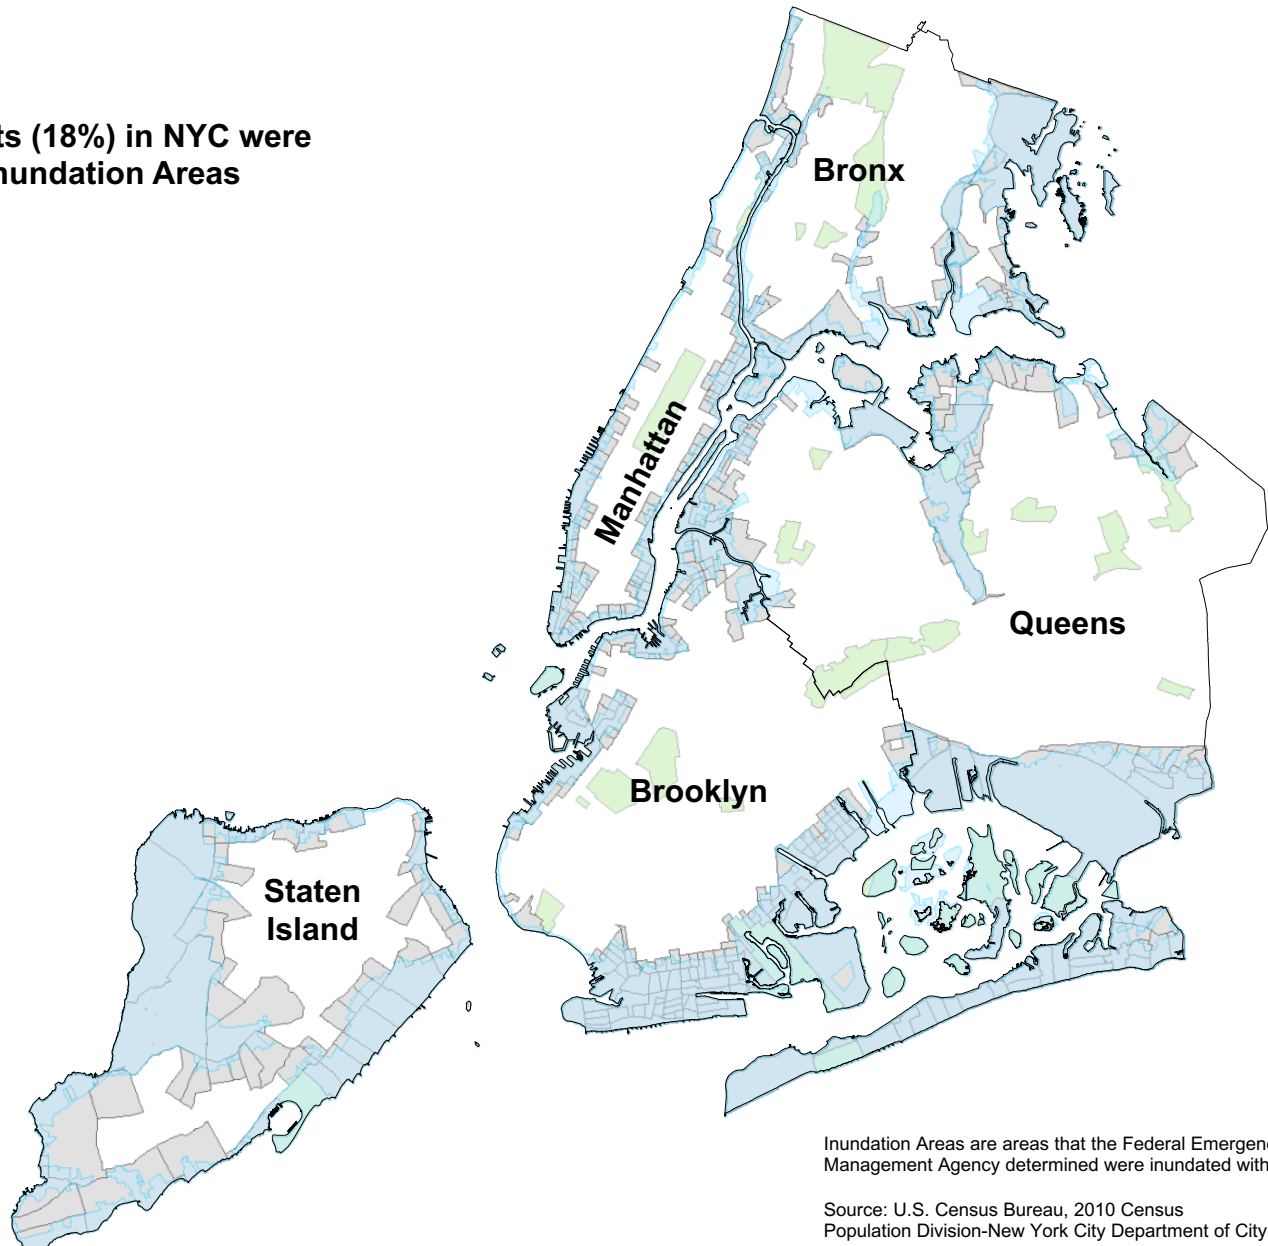 ts (18%) in NYC were
nundation Areas
Bronx
Manhattan
Queens
Brooklyn
Staten
Island
Inundation Areas are areas that the Federal Emergenc
Management Agency determined were inundated with
Source: U.S. Census Bureau, 2010 Census
Population Division-New York City Department of City